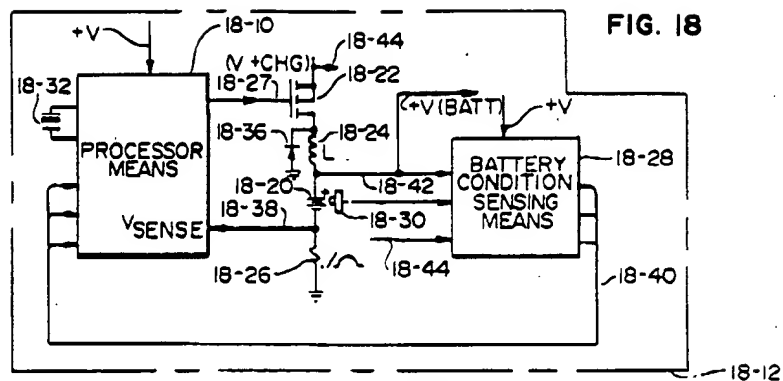 FIG. 18
18-10
+V
(V+CHG)
18-44
18-22
18-27
18-32
+V (BATT)
+V
18-36
18-24
L
18-28
PROCESSOR
MEANS
BATTERY
CONDITION
SENSING
MEANS
18-42
18-20
+
18-38
18-30
VSENSE
18-44
18-26
.1Ω
18-40
18-12